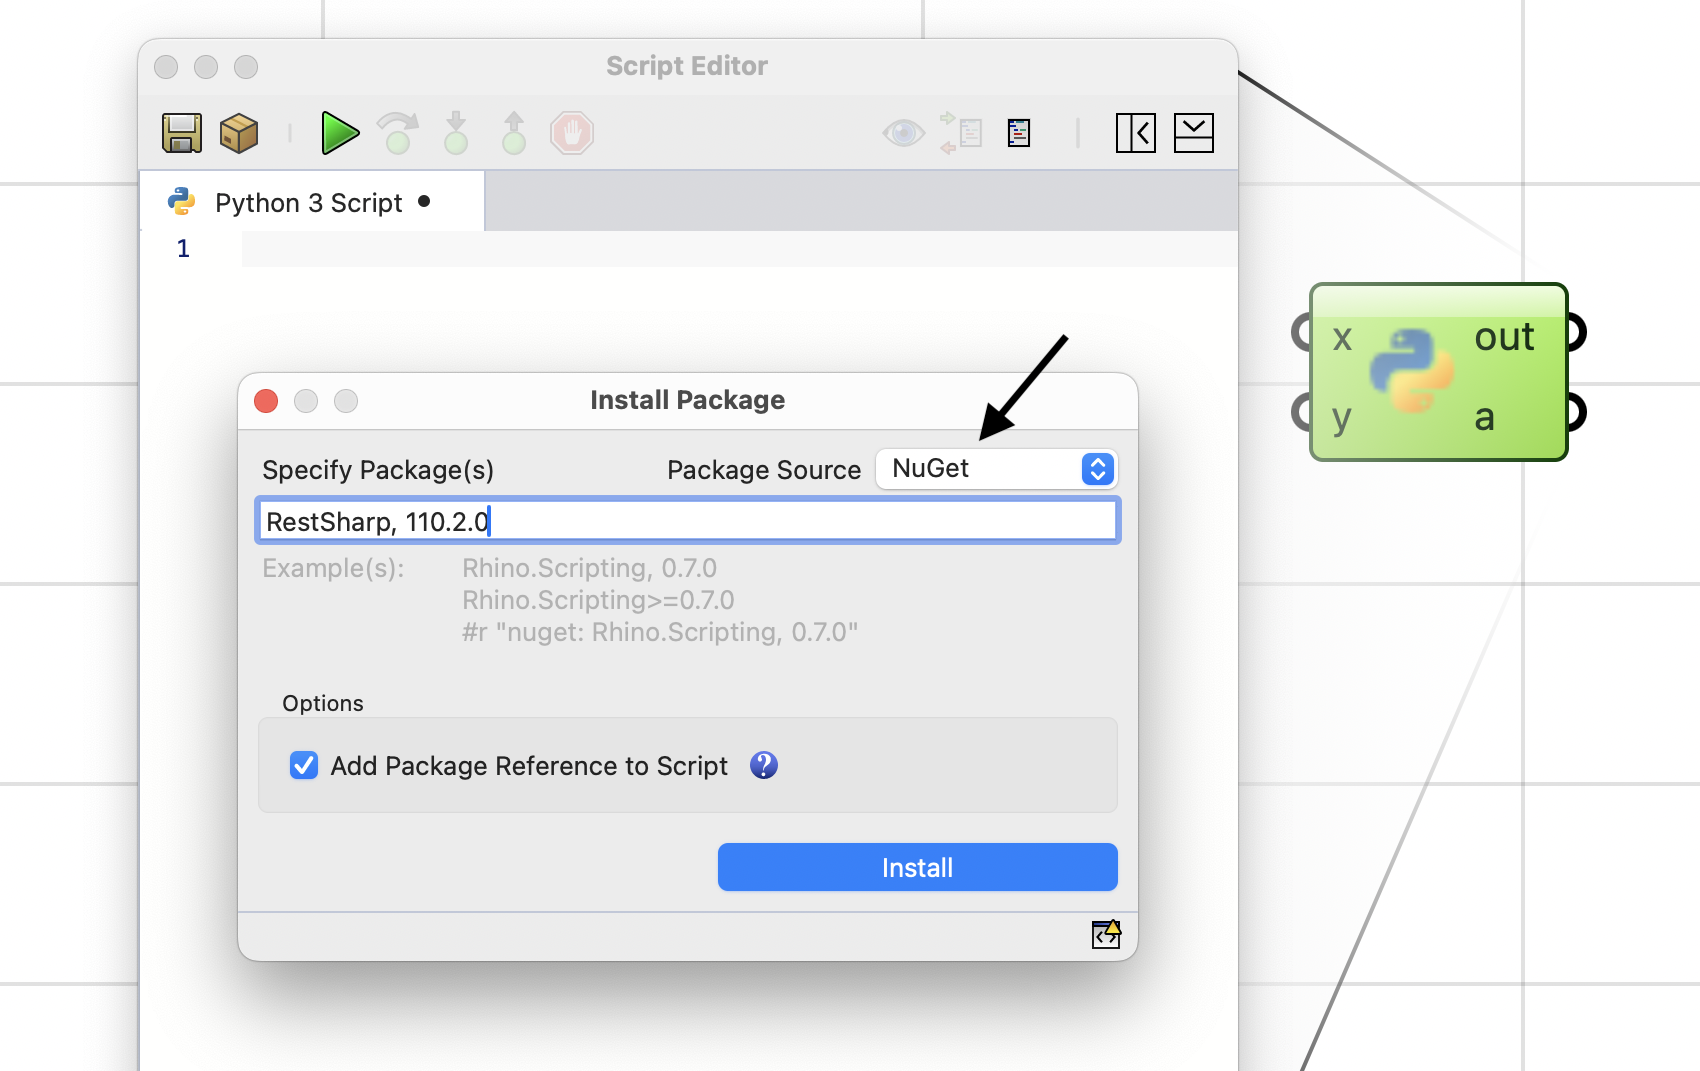 Script Editor
Python 3 Script
1
x
out
y
a
Install Package
Specify Package(s)
Package Source
NuGet
RestSharp, 110.2.0
Example(s):
Rhino.Scripting, 0.7.0
Rhino.Scripting>=0.7.0
#r "nuget: Rhino.Scripting, 0.7.0"
Options
Add Package Reference to Script
?
Install